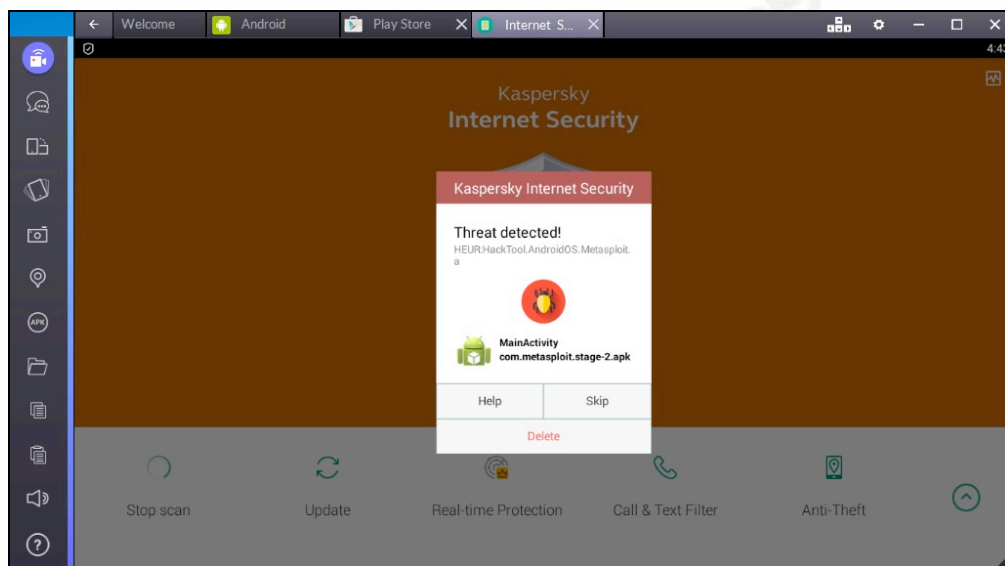 Welcome
Android
Play Store
Internet S...
4:43
Kaspersky
Internet Security
Kaspersky Internet Security
Threat detected!
HEUR:HackTool.AndroidOS.Metasploit.
a
MainActivity
com.metasploit.stage-2.apk
Help
Skip
Delete
APK
Stop scan
Update
Real-time Protection
Call & Text Filter
Anti-Theft